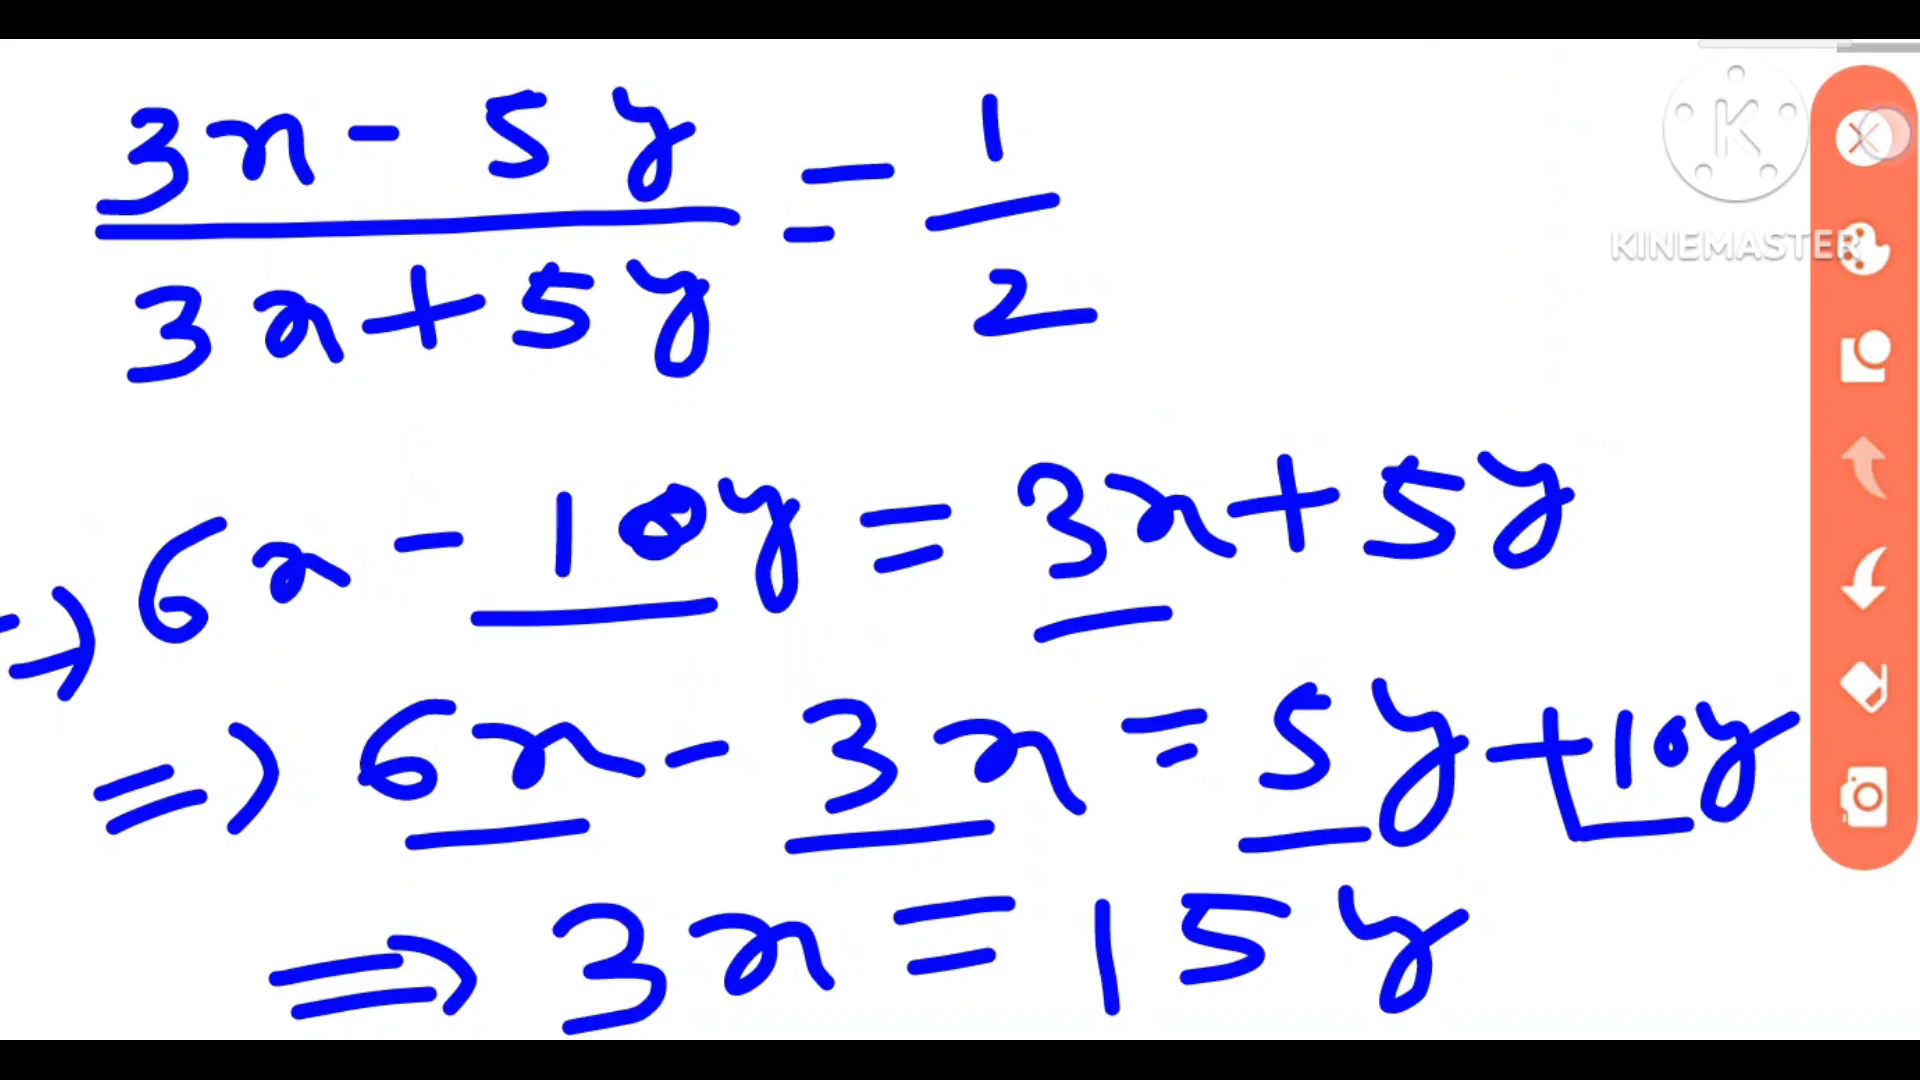 3x - 5y / 3x + 5y = 1/2
KINEMASTER
⇒ 6x - 10y = 3x + 5y
⇒ 6x - 3x = 5y + 10y
⇒ 3x = 15y